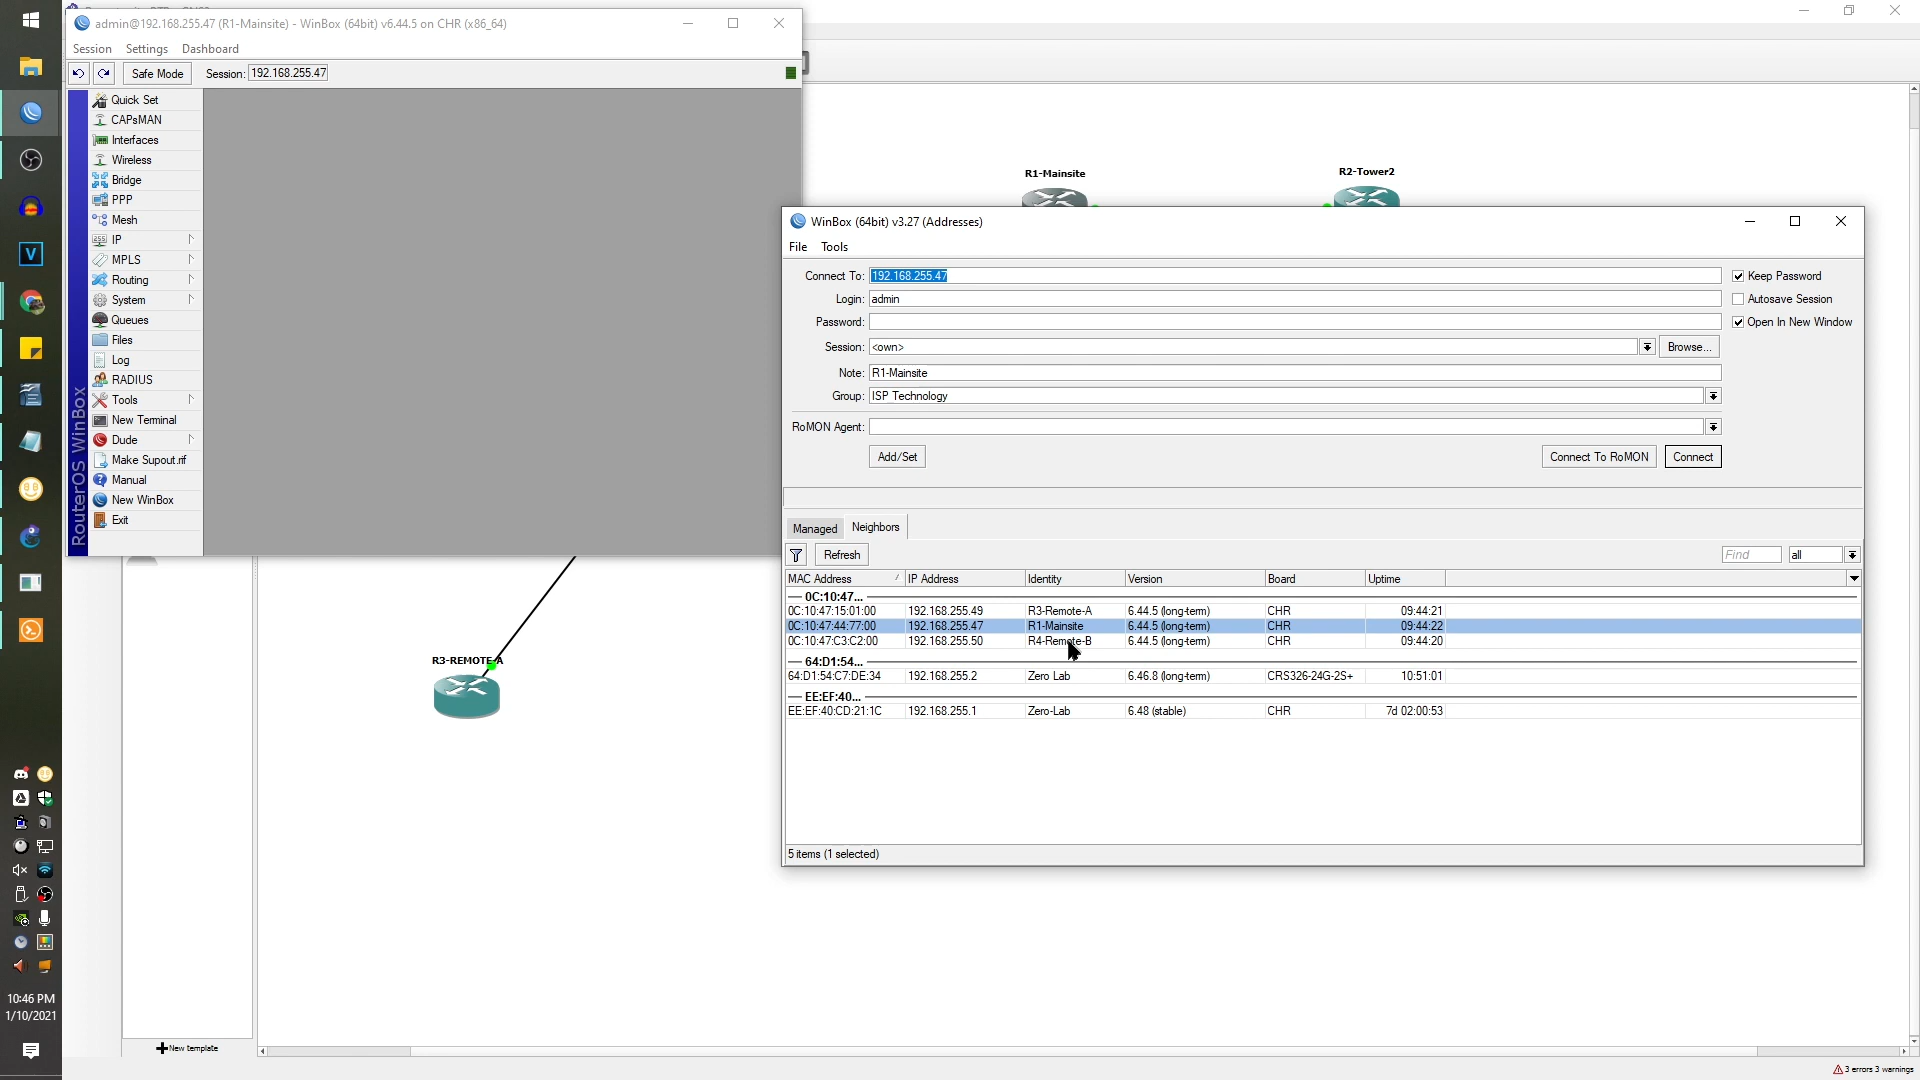 admin@192.168.255.47 (R1-Mainsite) - WinBox (64bit) v6.44.5 on CHR (x86_64)
Session Settings Dashboard
Safe Mode Session: 192.168.255.47
Quick Set
CAPsMAN
Interfaces
Wireless
Bridge
PPP
Mesh
IP
MPLS
Routing
System
Queues
Files
Log
RADIUS
Tools
New Terminal
Dude
Make Supout.rif
Manual
New WinBox
Exit
RouterOS WinBox
R1-Mainsite
R2-Tower2
WinBox (64bit) v3.27 (Addresses)
File Tools
Connect To: 192.168.255.47 Keep Password
Login: admin Autosave Session
Password: Open In New Window
Session: <own> Browse...
Note: R1-Mainsite
Group: ISP Technology
RoMON Agent:
Add/Set Connect To RoMON Connect
Managed Neighbors
Refresh Find all
MAC Address IP Address Identity Version Board Uptime
0C:10:47...
0C:10:47:15:01:00 192.168.255.49 R3-Remote-A 6.44.5 (long-term) CHR 09:44:21
0C:10:47:44:77:00 192.168.255.47 R1-Mainsite 6.44.5 (long-term) CHR 09:44:22
0C:10:47:C3:C2:00 192.168.255.50 R4-Remote-B 6.44.5 (long-term) CHR 09:44:20
64:D1:54...
64:D1:54:C7:DE:34 192.168.255.2 Zero Lab 6.46.8 (long-term) CRS326-24G-2S+ 10:51:01
EE:EF:40...
EE:EF:40:CD:21:1C 192.168.255.1 Zero-Lab 6.48 (stable) CHR 7d 02:00:53
5 items (1 selected)
R3-REMOTE-A
10:46 PM
1/10/2021
New template
3 errors 3 warnings